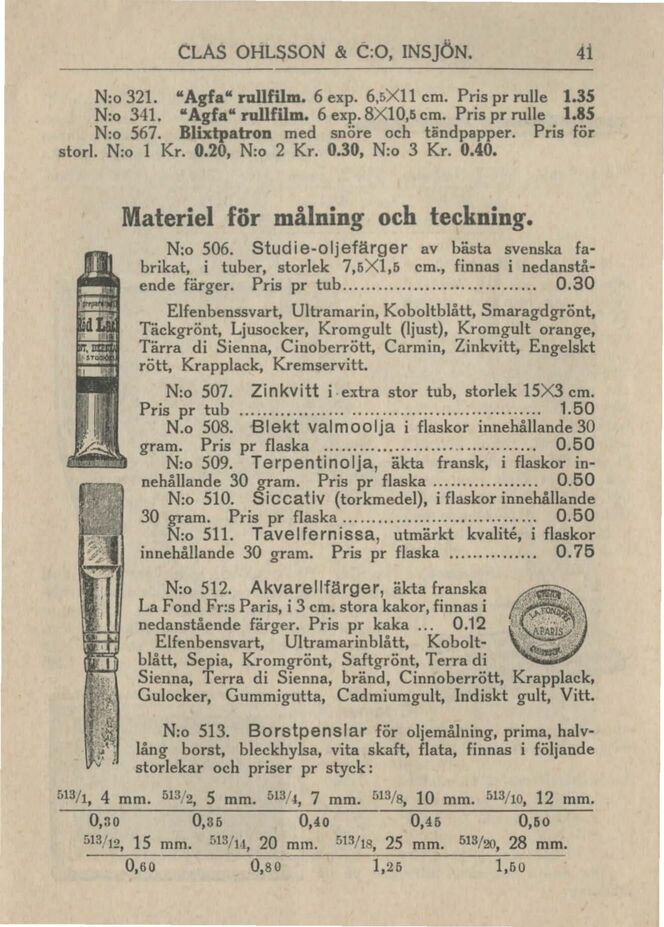 CLAS OHLSSON & C:O, INSJÖN. 41
N:o 321. "Agfa" rullfilm. 6 exp. 6,5X11 cm. Pris pr rulle 1.35
N:o 341. "Agfa" rullfilm. 6 exp. 8X10,5 cm. Pris pr rulle 1.85
N:o 567. Blixtpatron med snöre och tändpapper. Pris för
storl. N:o 1 Kr. 0.20, N:o 2 Kr. 0.30, N:o 3 Kr. 0.40.
Materiel för målning och teckning.
N:o 506. Studie-oljefärger av bästa svenska fa-
brikat, i tuber, storlek 7,5X1,5 cm., finnas i nedanstå-
ende färger. Pris pr tub ................................ 0.30
Elfenbenssvart, Ultramarin, Koboltblått, Smaragdgrönt,
Täckgrönt, Ljusocker, Kromgult (ljust), Kromgult orange,
Tärra di Sienna, Cinoberrött, Carmin, Zinkvitt, Engelskt
rött, Krapplack, Kremservitt.
N:o 507. Zinkvitt i extra stor tub, storlek 15X3 cm.
Pris pr tub ................................................ 1.50
N.o 508. Blekt valmoolja i flaskor innehållande 30
gram. Pris pr flaska .................................. 0.50
N:o 509. Terpentinolja, äkta fransk, i flaskor in-
nehållande 30 gram. Pris pr flaska .................. 0.50
N:o 510. Siccativ (torkmedel), i flaskor innehållande
30 gram. Pris pr flaska ................................ 0.50
N:o 511. Tavelfernissa, utmärkt kvalité, i flaskor
innehållande 30 gram. Pris pr flaska ............... 0.75
N:o 512. Akvarellfärger, äkta franska
La Fond Fr:s Paris, i 3 cm. stora kakor, finnas i
nedanstående färger. Pris pr kaka ... 0.12
LA FONDFRS
A PARIS
Elfenbensvart, Ultramarinblått, Kobolt-
blått, Sepia, Kromgrönt, Saftgrönt, Terra di
Sienna, Terra di Sienna, bränd, Cinnoberrött, Krapplack,
Gulocker, Gummigutta, Cadmiumgult, Indiskt gult, Vitt.
N:o 513. Borstpenslar för oljemålning, prima, halv-
lång borst, bleckhylsa, vita skaft, flata, finnas i följande
storlekar och priser pr styck:
513/1, 4 mm. 513/2, 5 mm. 513/4, 7 mm. 513/8, 10 mm. 513/10, 12 mm.
0,30 0,35 0,40 0,45 0,50
513/12, 15 mm. 513/14, 20 mm. 513/18, 25 mm. 513/20, 28 mm.
0,60 0,80 1,25 1,50